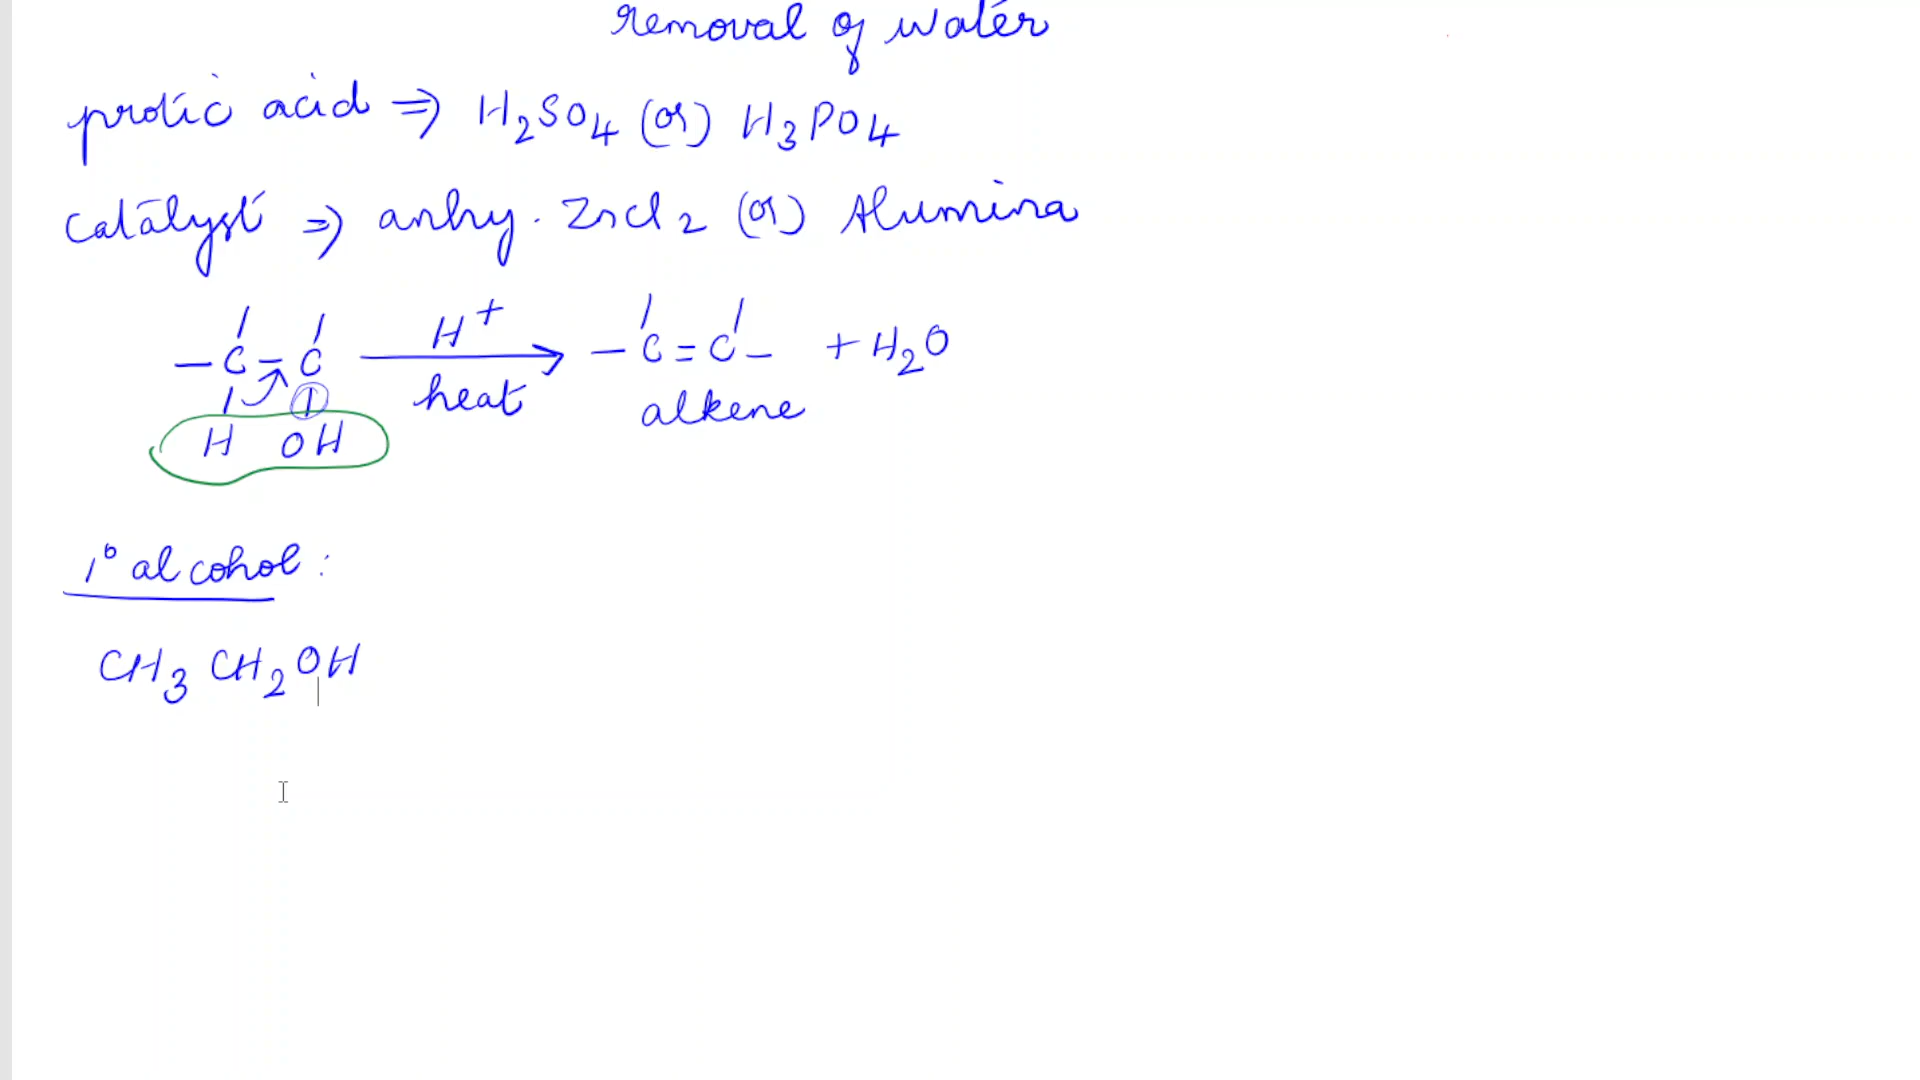 removal of water
protic acid ⇒ H₂SO₄ (or) H₃PO₄
catalyst ⇒ anhy. ZnCl₂ (or) Alumina
H⁺
–C–C –C=C– + H₂O
heat alkene
H OH
1° alcohol :
CH₃ CH₂ OH